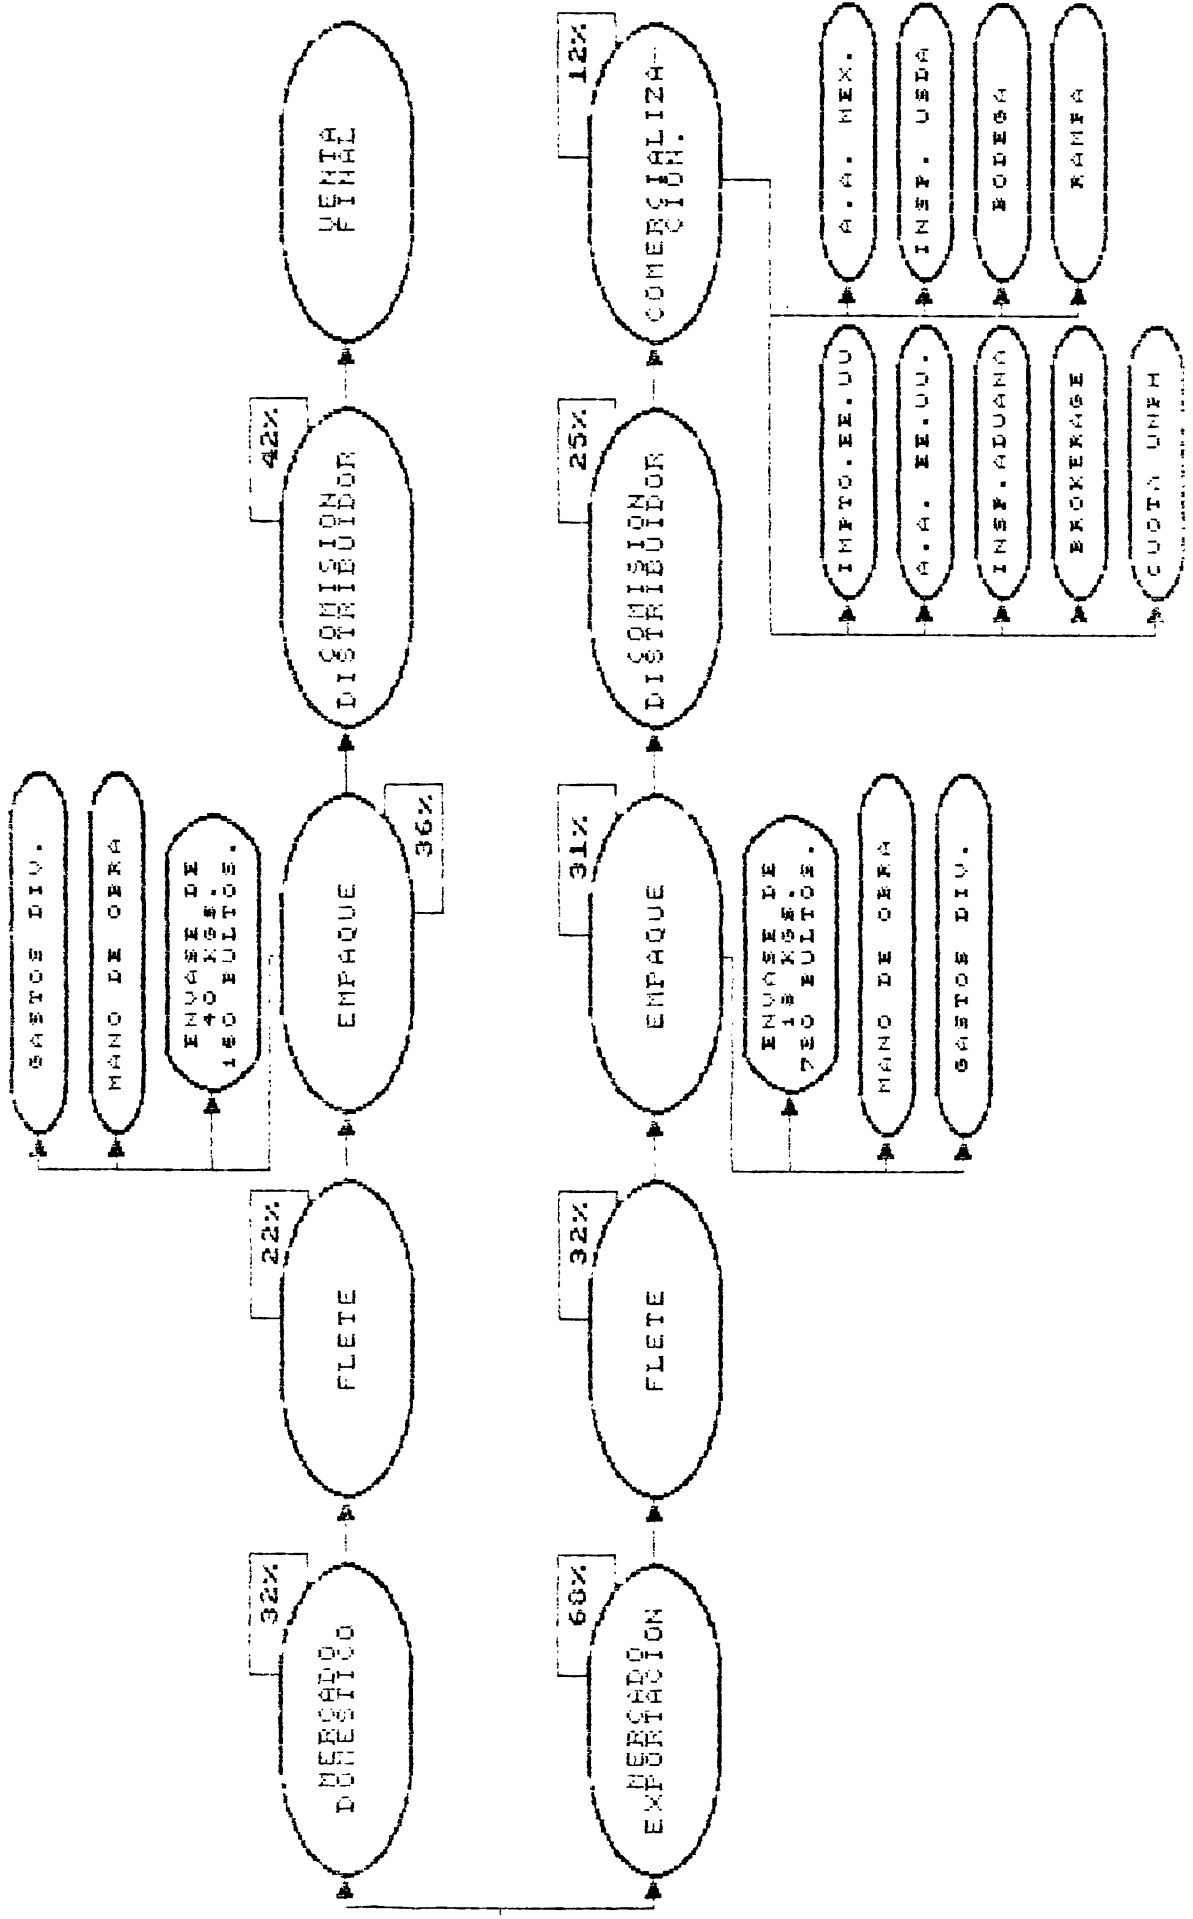 GASTOS DIV.
MANO DE OBRA
ENVASE DE
40 KGS.
180 BULTOS.
32%
MERCADO
DOMESTICO
22%
FLETE
EMPAQUE
36%
42%
COMISION
DISTRIBUIDOR
VENTA
FINAL
68%
MERCADO
EXPORTACION
32%
FLETE
31%
EMPAQUE
25%
COMISION
DISTRIBUIDOR
12%
COMERCIALIZA-
CION.
ENVASE DE
18 KGS.
BULTOS.
MANO DE OBRA
GASTOS DIV.
IMPTO.EE.UU
A.A. EE.UU.
INSP.ADUANA
BROKERAGE
CUOTA UNPH
A.A. MEX.
INSP. USDA
BODEGA
RAMPA